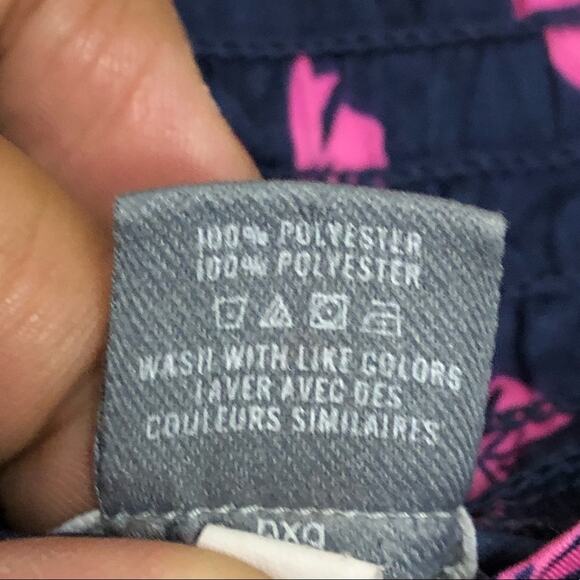 100% POLYESTER
100% POLYESTER
WASH WITH LIKE COLORS
LAVER AVEC DES
COULEURS SIMILAIRES